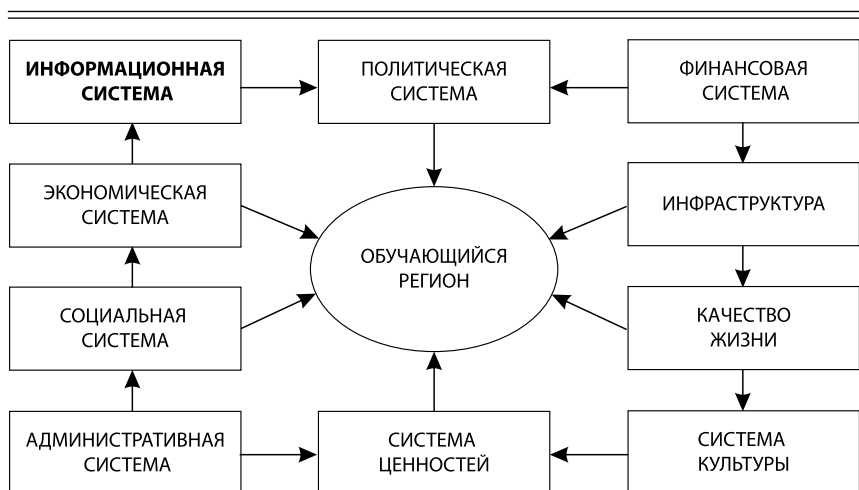 ИНФОРМАЦИОННАЯ
СИСТЕМА
ПОЛИТИЧЕСКАЯ
СИСТЕМА
ФИНАНСОВАЯ
СИСТЕМА
ЭКОНОМИЧЕСКАЯ
СИСТЕМА
ИНФРАСТРУКТУРА
ОБУЧАЮЩИЙСЯ
РЕГИОН
СОЦИАЛЬНАЯ
СИСТЕМА
КАЧЕСТВО
ЖИЗНИ
АДМИНИСТРАТИВНАЯ
СИСТЕМА
СИСТЕМА
ЦЕННОСТЕЙ
СИСТЕМА
КУЛЬТУРЫ